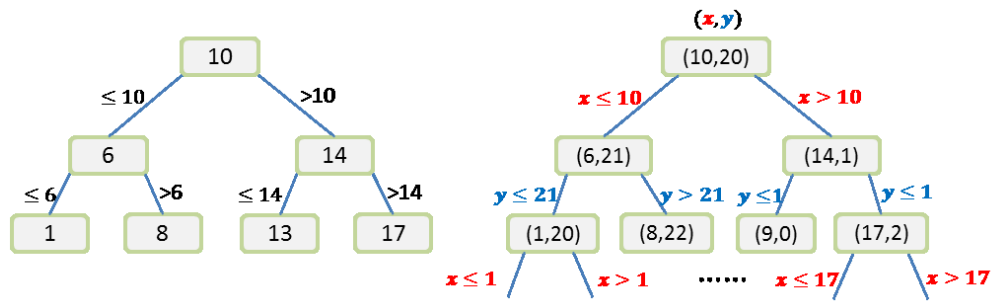 (x,y)
10
(10,20)
≤ 10
>10
x ≤ 10
x > 10
6
14
(6,21)
(14,1)
≤ 6
>6
≤ 14
>14
y ≤ 21
y > 21
y ≤1
y ≤ 1
1
8
13
17
(1,20)
(8,22)
(9,0)
(17,2)
x ≤ 1
x > 1
......
x ≤ 17
x > 17